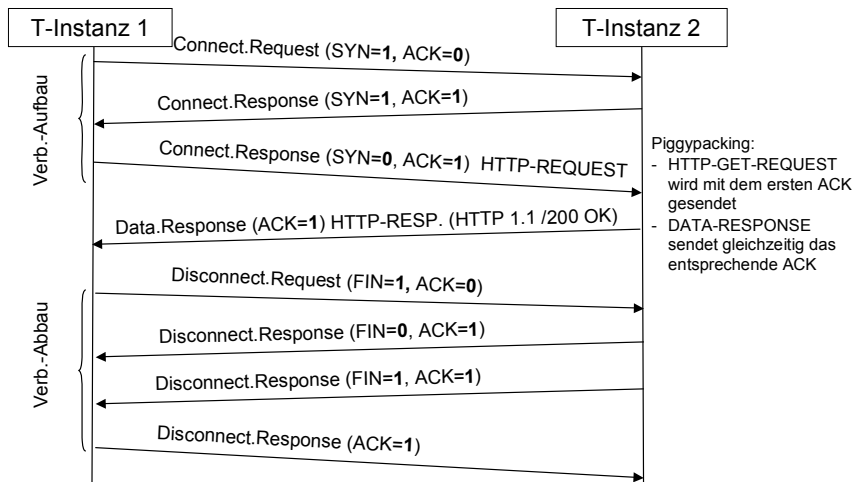 T-Instanz 1
T-Instanz 2
Connect.Request (SYN=1, ACK=0)
Connect.Response (SYN=1, ACK=1)
Verb.-Aufbau
Connect.Response (SYN=0, ACK=1) HTTP-REQUEST
Data.Response (ACK=1) HTTP-RESP. (HTTP 1.1 /200 OK)
Piggypacking:
- HTTP-GET-REQUEST
wird mit dem ersten ACK
gesendet
- DATA-RESPONSE
sendet gleichzeitig das
entsprechende ACK
Disconnect.Request (FIN=1, ACK=0)
Disconnect.Response (FIN=0, ACK=1)
Verb.-Abbau
Disconnect.Response (FIN=1, ACK=1)
Disconnect.Response (ACK=1)